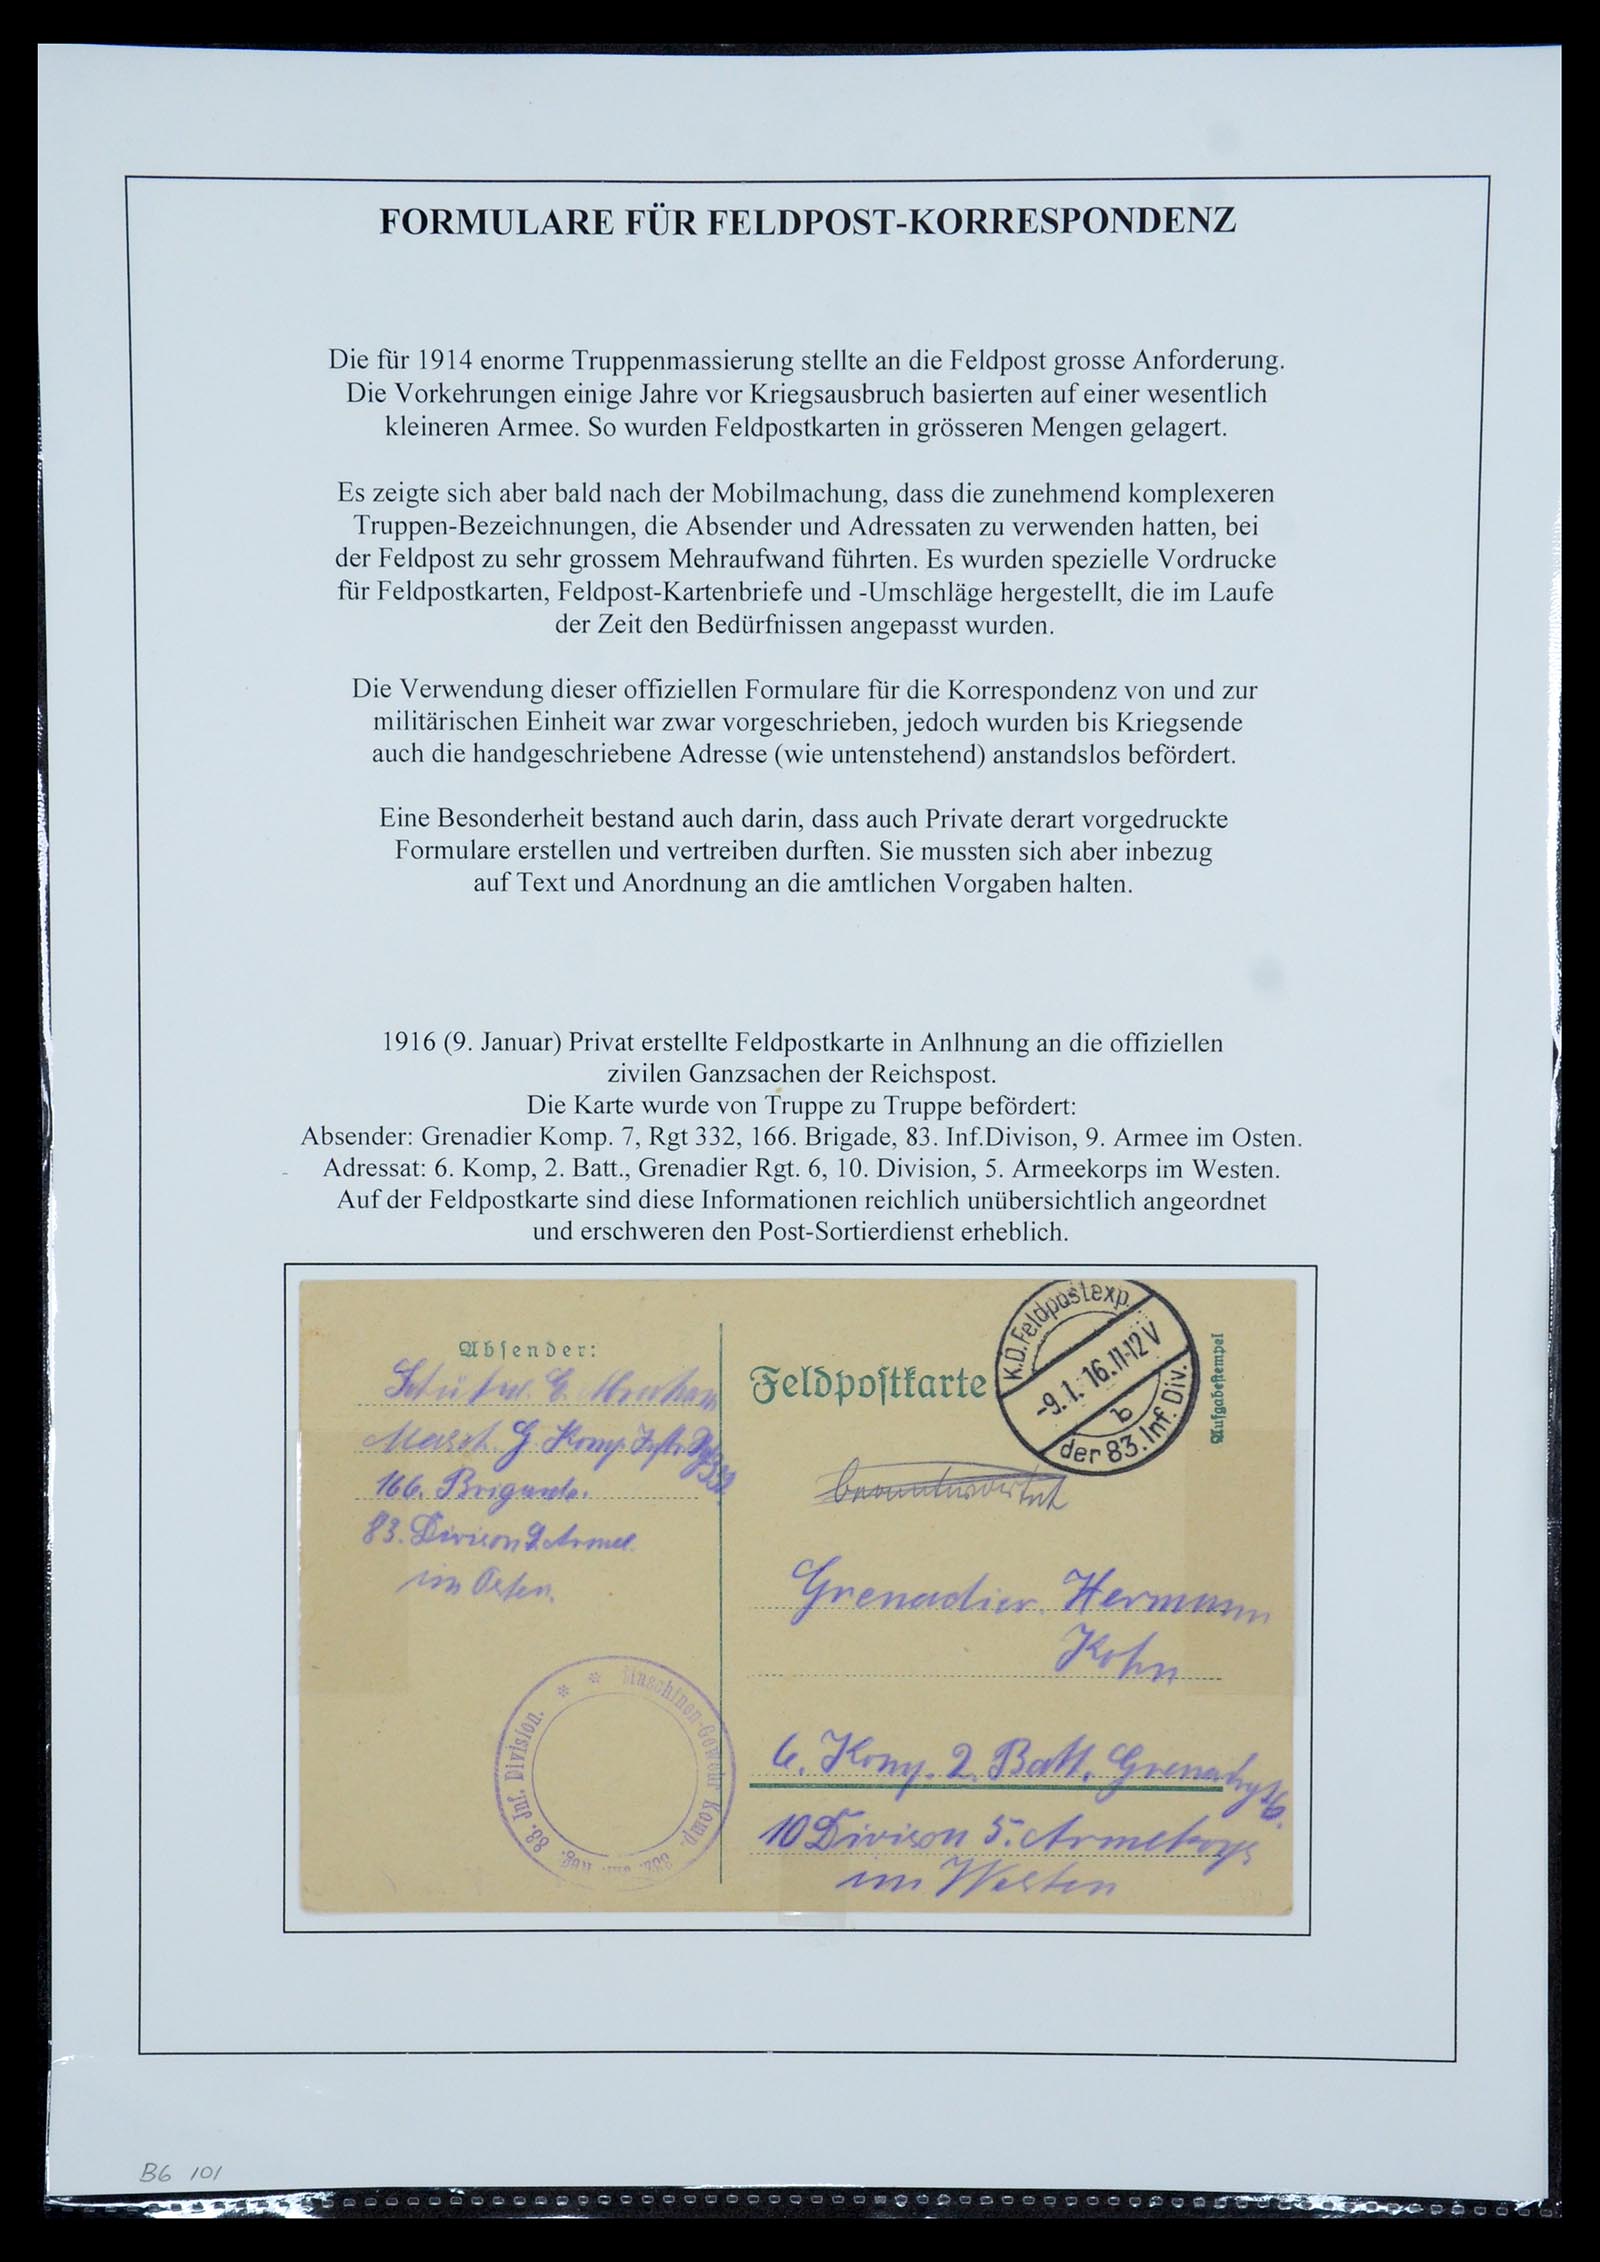 FORMULARE FÜR FELDPOST-KORRESPONDENZ
Die für 1914 enorme Truppenmassierung stellte an die Feldpost grosse Anforderung.
Die Vorkehrungen einige Jahre vor Kriegsausbruch basierten auf einer wesentlich
kleineren Armee. So wurden Feldpostkarten in grösseren Mengen gelagert.
Es zeigte sich aber bald nach der Mobilmachung, dass die zunehmend komplexeren
Truppen-Bezeichnungen, die Absender und Adressaten zu verwenden hatten, bei
der Feldpost zu sehr grossem Mehraufwand führten. Es wurden spezielle Vordrucke
für Feldpostkarten, Feldpost-Kartenbriefe und -Umschläge hergestellt, die im Laufe
der Zeit den Bedürfnissen angepasst wurden.
Die Verwendung dieser offiziellen Formulare für die Korrespondenz von und zur
militärischen Einheit war zwar vorgeschrieben, jedoch wurden bis Kriegsende
auch die handgeschriebene Adresse (wie untenstehend) anstandslos befördert.
Eine Besonderheit bestand auch darin, dass auch Private derart vorgedruckte
Formulare erstellen und vertreiben durften. Sie mussten sich aber inbezug
auf Text und Anordnung an die amtlichen Vorgaben halten.
1916 (9. Januar) Privat erstellte Feldpostkarte in Anlhnung an die offiziellen
zivilen Ganzsachen der Reichspost.
Die Karte wurde von Truppe zu Truppe befördert:
Absender: Grenadier Komp. 7, Rgt 332, 166. Brigade, 83. Inf.Divison, 9. Armee im Osten.
Adressat: 6. Komp, 2. Batt., Grenadier Rgt. 6, 10. Division, 5. Armeekorps im Westen.
Auf der Feldpostkarte sind diese Informationen reichlich unübersichtlich angeordnet
und erschweren den Post-Sortierdienst erheblich.
Absender:
Masch. G. Komp.
166. Brigade.
83. Divison 9. Armee
im Osten.
Maschinen-Gewehr Komp.
83. Inf. Division.
Feldpostkarte
K.D. Feldpostexp.
-9.1.16.11-12V
b
der 83. Inf. Div.
Aufgabestempel
beantwortet
Grenadier Hermann
Kohn
6. Komp. 2. Batt. Grenad. 6.
10 Divison 5. Armeekorps
im Westen
B6 101